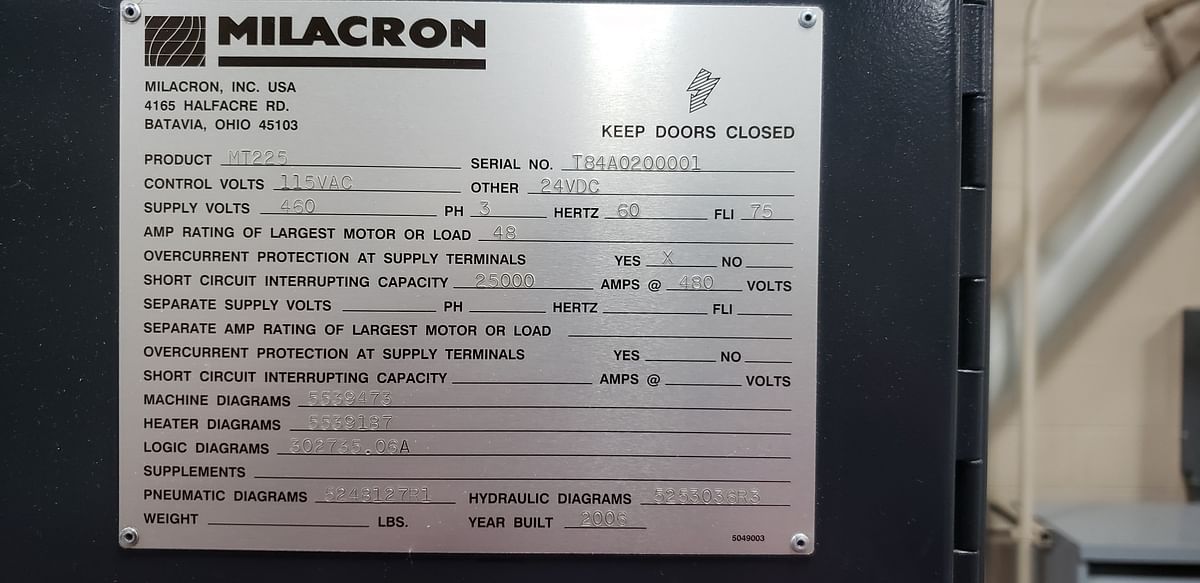 MILACRON
MILACRON, INC. USA
4165 HALFACRE RD.
BATAVIA, OHIO 45103
KEEP DOORS CLOSED
PRODUCT MT225 SERIAL NO. T84A0200001
CONTROL VOLTS 115VAC OTHER 24VDC
SUPPLY VOLTS 460 PH 3 HERTZ 60 FLI 75
AMP RATING OF LARGEST MOTOR OR LOAD 48
OVERCURRENT PROTECTION AT SUPPLY TERMINALS YES X NO
SHORT CIRCUIT INTERRUPTING CAPACITY 25000 AMPS @ 480 VOLTS
SEPARATE SUPPLY VOLTS PH HERTZ FLI
SEPARATE AMP RATING OF LARGEST MOTOR OR LOAD
OVERCURRENT PROTECTION AT SUPPLY TERMINALS YES NO
SHORT CIRCUIT INTERRUPTING CAPACITY AMPS @ VOLTS
MACHINE DIAGRAMS 5539473
HEATER DIAGRAMS 5539187
LOGIC DIAGRAMS 302735.06A
SUPPLEMENTS
PNEUMATIC DIAGRAMS 5248127R1 HYDRAULIC DIAGRAMS 5253036R3
WEIGHT LBS. YEAR BUILT 2006
5049003